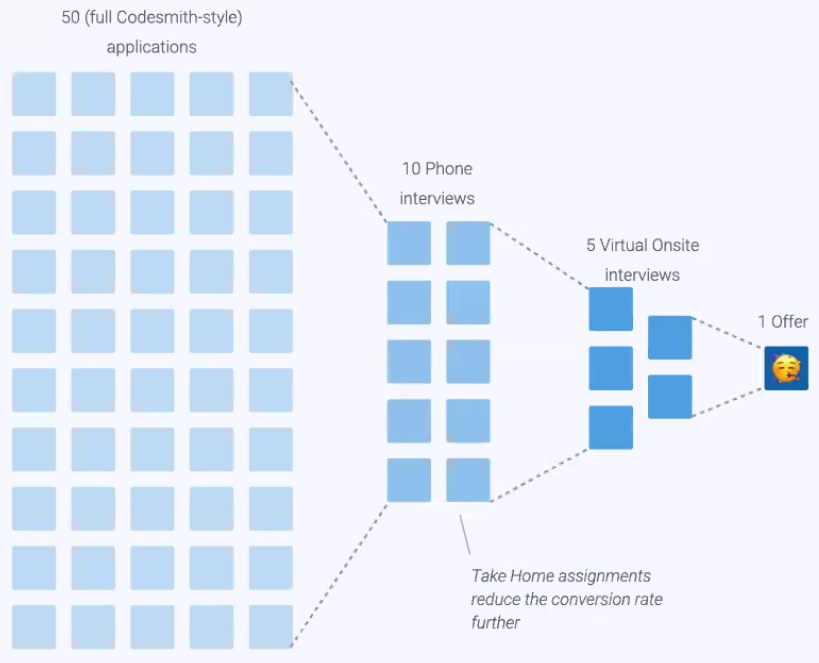 50 (full Codesmith-style)
applications
10 Phone
interviews
5 Virtual Onsite
interviews
1 Offer
Take Home assignments
reduce the conversion rate
further